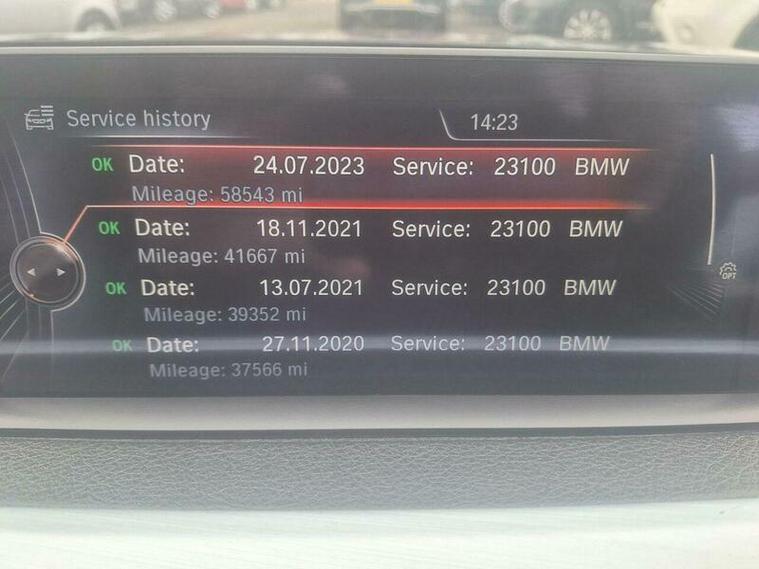 Service history 14:23
OK Date: 24.07.2023 Service: 23100 BMW
Mileage: 58543 mi
OK Date: 18.11.2021 Service: 23100 BMW
Mileage: 41667 mi
OK Date: 13.07.2021 Service: 23100 BMW
Mileage: 39352 mi
OK Date: 27.11.2020 Service: 23100 BMW
Mileage: 37566 mi
OPT